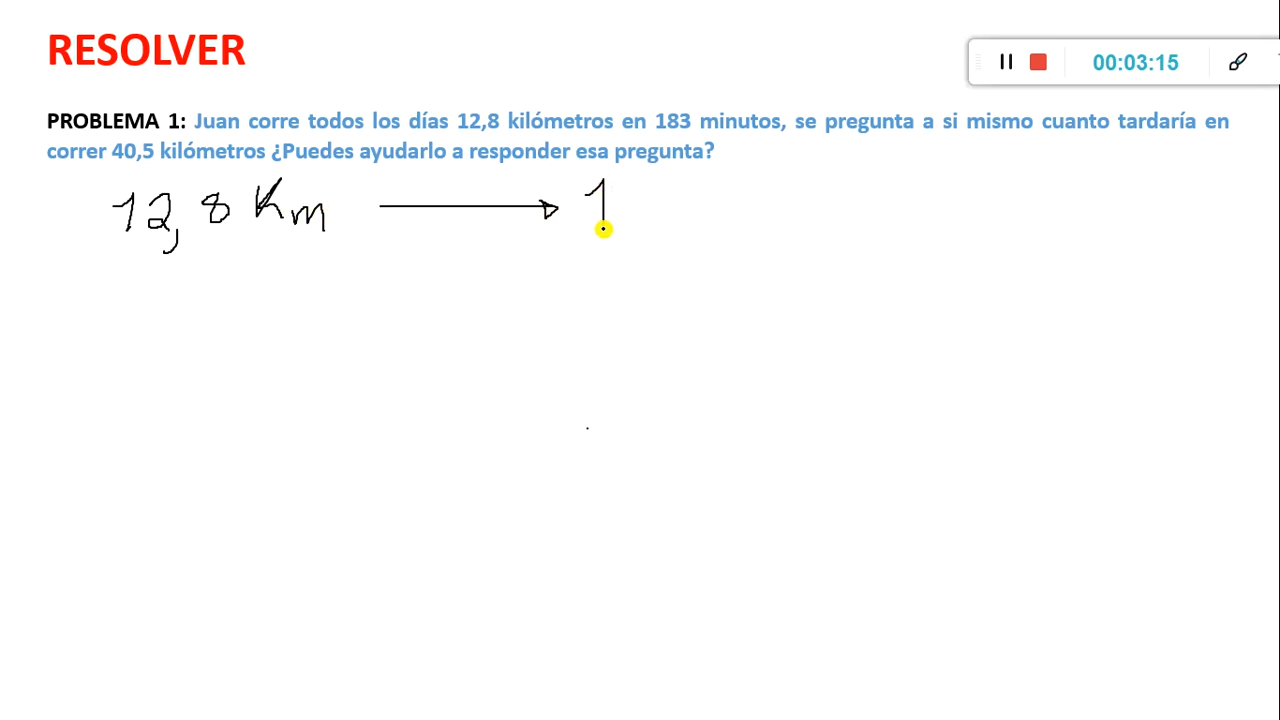 RESOLVER
00:03:15
PROBLEMA 1: Juan corre todos los días 12,8 kilómetros en 183 minutos, se pregunta a si mismo cuanto tardaría en
correr 40,5 kilómetros ¿Puedes ayudarlo a responder esa pregunta?
12,8 Km → 1